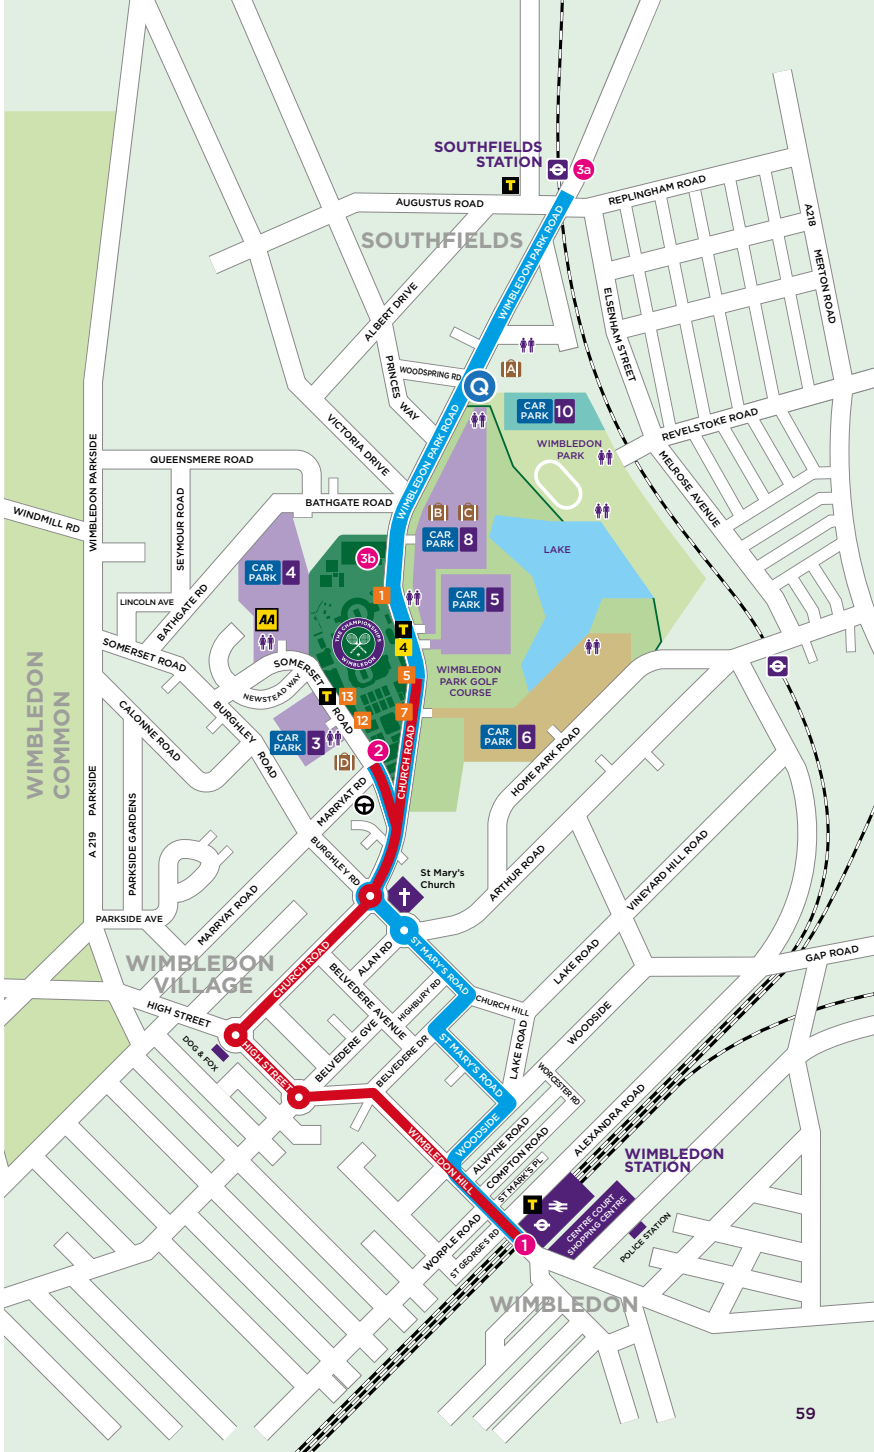 SOUTHFIELDS
STATION
3a
T
AUGUSTUS ROAD
REPLINGHAM ROAD
A218
MERTON ROAD
SOUTHFIELDS
WIMBLEDON PARK ROAD
ALBERT DRIVE
ELSENHAM STREET
PRINCES WAY
WOODSPRING RD
A
Q
CAR
PARK 10
WIMBLEDON
PARK
REVELSTOKE ROAD
VICTORIA DRIVE
WIMBLEDON PARK ROAD
MELROSE AVENUE
QUEENSMERE ROAD
WIMBLEDON PARKSIDE
SEYMOUR ROAD
BATHGATE ROAD
WINDMILL RD
B C
CAR
PARK 8
LAKE
3b
CAR
PARK 4
1
CAR
PARK 5
LINCOLN AVE
BATHGATE RD
AA
THE CHAMPIONSHIPS
WIMBLEDON
T
4
SOMERSET ROAD
SOMERSET ROAD
NEWSTEAD WAY
5
WIMBLEDON
PARK GOLF
COURSE
T
13
12
7
WIMBLEDON
COMMON
CALONNE ROAD
BURGHLEY ROAD
CAR
PARK 3
D
2
CHURCH ROAD
CAR
PARK 6
HOME PARK ROAD
A 219 PARKSIDE
PARKSIDE GARDENS
MARRYAT RD
BURGHLEY RD
St Mary's
Church
ARTHUR ROAD
VINEYARD HILL ROAD
PARKSIDE AVE
MARRYAT ROAD
WIMBLEDON
VILLAGE
CHURCH ROAD
ALAN RD
ST MARY'S ROAD
LAKE ROAD
GAP ROAD
HIGH STREET
BELVEDERE AVENUE
HIGHBURY RD
CHURCH HILL
WOODSIDE
DOG & FOX
HIGH STREET
BELVEDERE GVE
BELVEDERE DR
ST MARY'S ROAD
LAKE ROAD
WORCESTER RD
ALEXANDRA ROAD
WIMBLEDON HILL
WOODSIDE
ALWYNE ROAD
COMPTON ROAD
ST MARK'S PL
WIMBLEDON
STATION
T
CENTRE COURT
SHOPPING CENTRE
POLICE STATION
WORPLE ROAD
ST GEORGE'S RD
1
WIMBLEDON
59